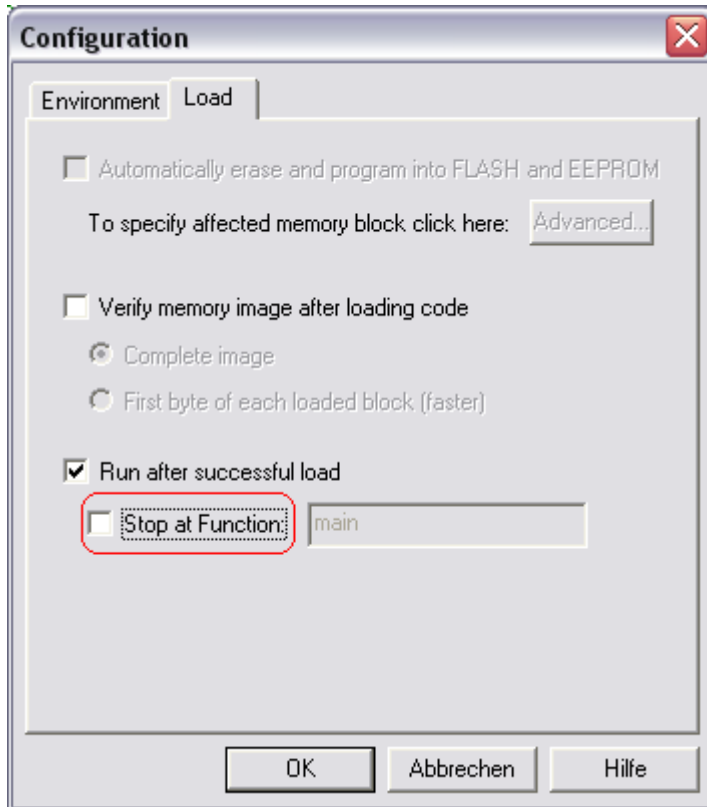 Configuration
Environment Load
Automatically erase and program into FLASH and EEPROM
To specify affected memory block click here: Advanced...
Verify memory image after loading code
Complete image
First byte of each loaded block (faster)
Run after successful load
Stop at Function: main
OK Abbrechen Hilfe